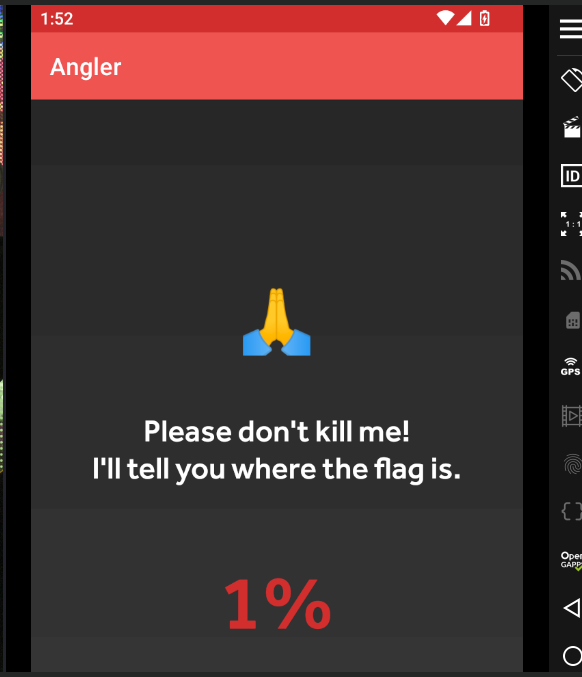 1:52
Angler
ID
1:1
GPS
Please don't kill me!
I'll tell you where the flag is.
Open
GAPPS
1%